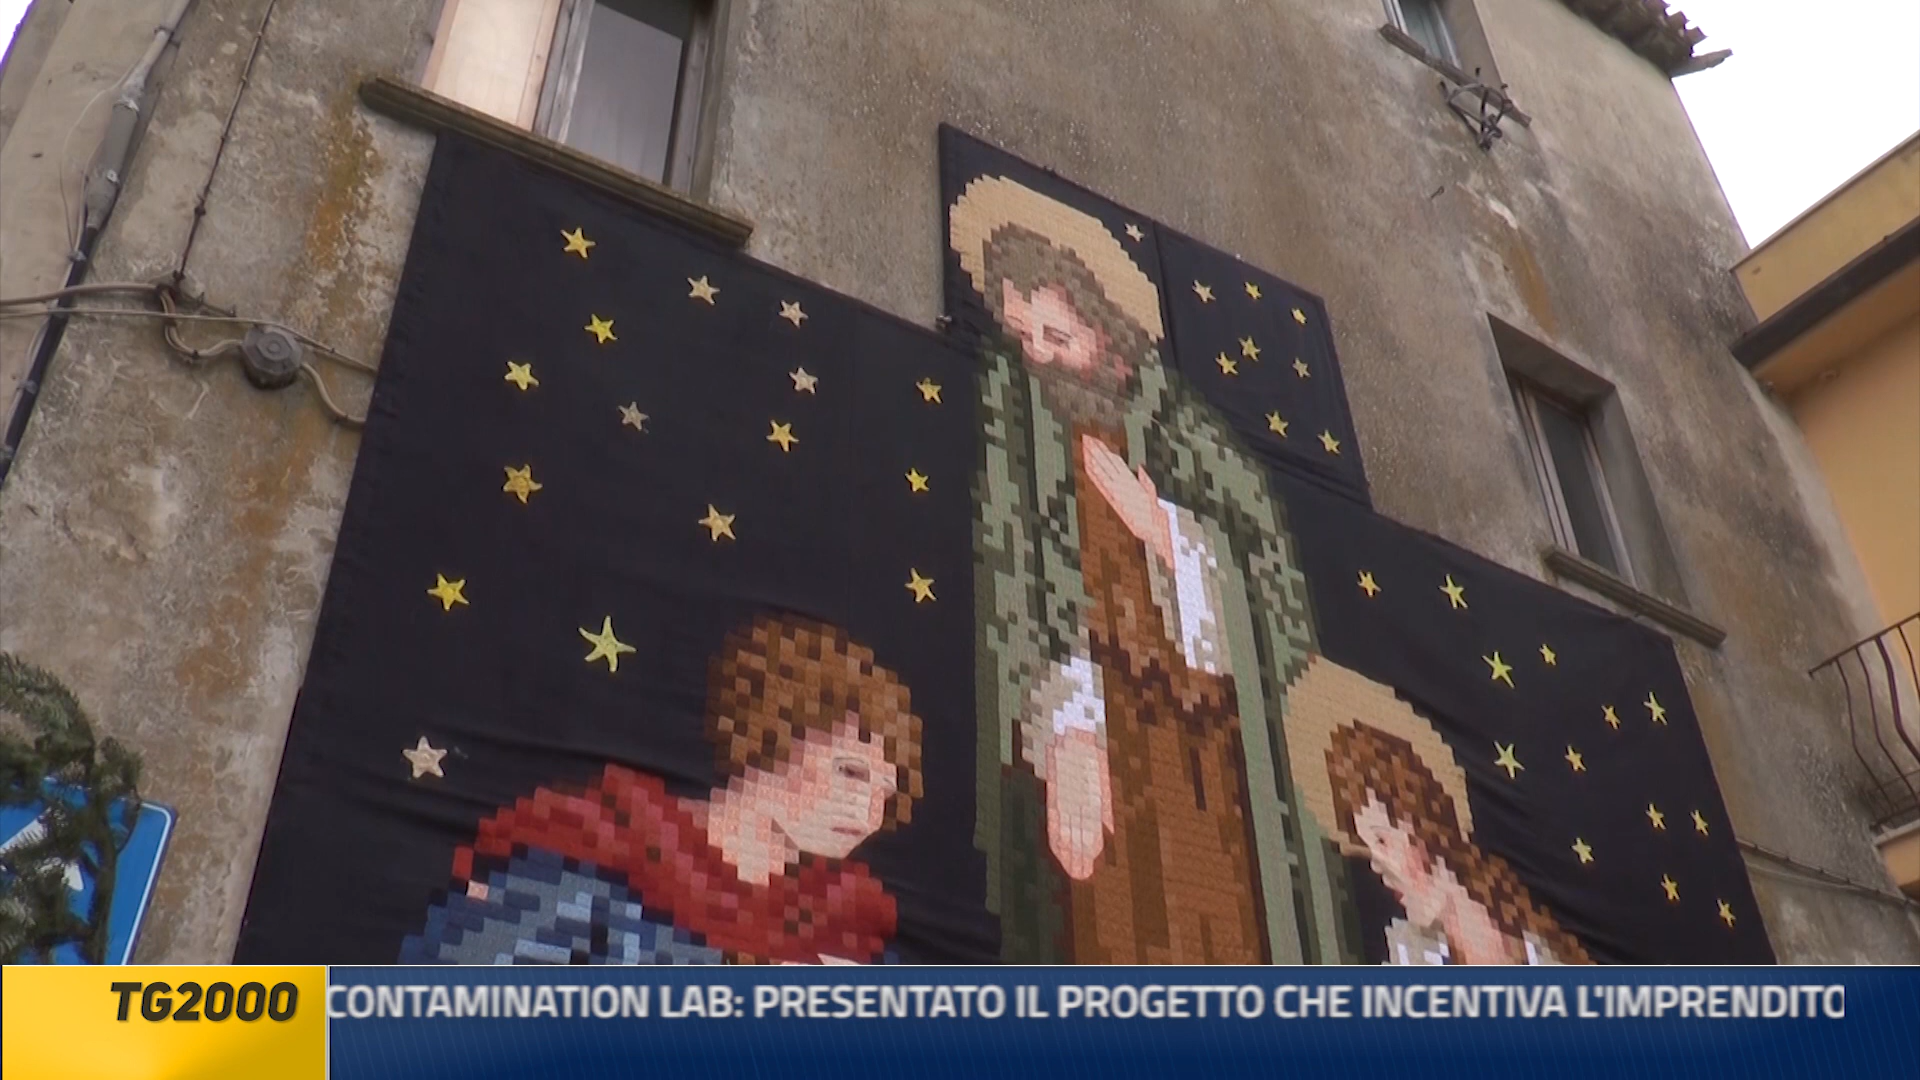 TG2000
CONTAMINATION LAB: PRESENTATO IL PROGETTO CHE INCENTIVA L'IMPRENDITO